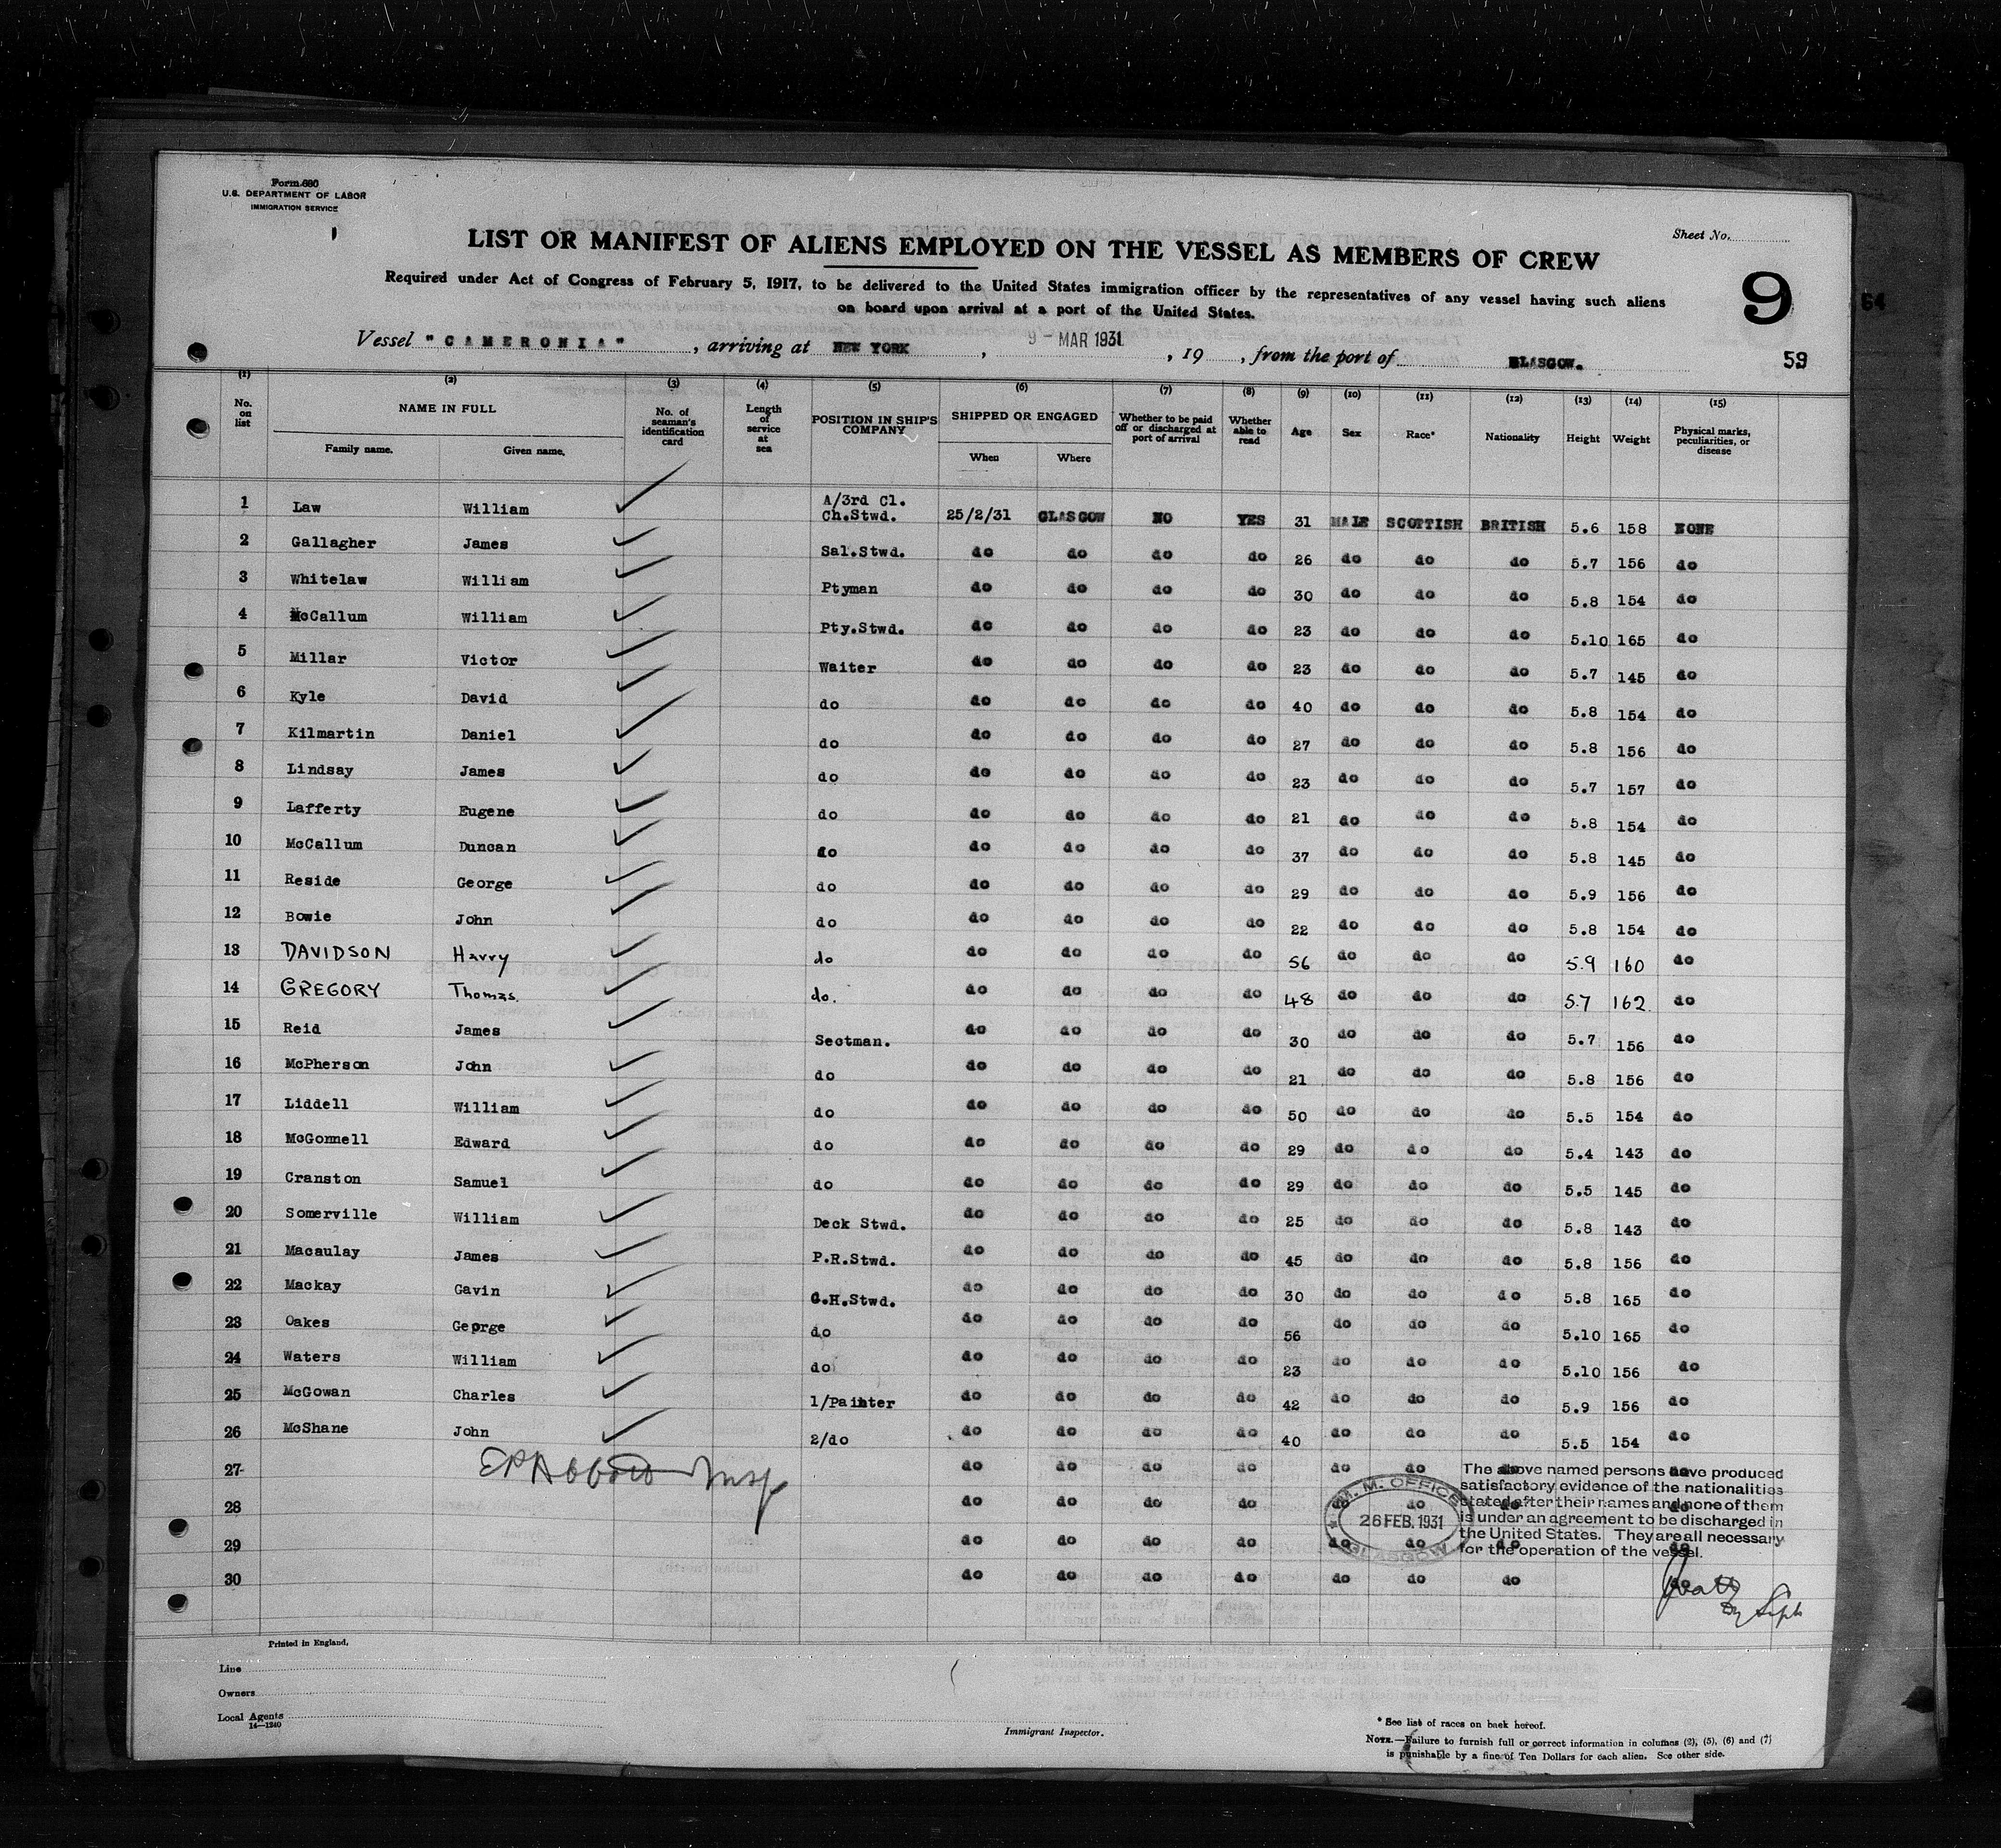 Form 680
U.S. DEPARTMENT OF LABOR
IMMIGRATION SERVICE
Sheet No.
LIST OR MANIFEST OF ALIENS EMPLOYED ON THE VESSEL AS MEMBERS OF CREW
Required under Act of Congress of February 5, 1917, to be delivered to the United States immigration officer by the representatives of any vessel having such aliens
on board upon arrival at a port of the United States.
9
64
Vessel "CAMERONIA", arriving at NEW YORK, 9 - MAR 1931, 19, from the port of GLASGOW.
59
(1) (2) (3) (4) (5) (6) (7) (8) (9) (10) (11) (12) (13) (14) (15)
No. on list NAME IN FULL Family name. Given name. No. of seaman's identification card Length of service at sea POSITION IN SHIP'S COMPANY SHIPPED OR ENGAGED When Where Whether to be paid off or discharged at port of arrival Whether able to read Age Sex Race* Nationality Height Weight Physical marks, peculiarities, or disease
1 Law William A/3rd Cl. Ch.Stwd. 25/2/31 GLASGOW NO YES 31 MALE SCOTTISH BRITISH 5.6 158 NONE
2 Gallagher James Sal.Stwd. do do do do 26 do do do 5.7 156 do
3 Whitelaw William Ptyman do do do do 30 do do do 5.8 154 do
4 McCallum William Pty.Stwd. do do do do 23 do do do 5.10 165 do
5 Millar Victor Waiter do do do do 23 do do do 5.7 145 do
6 Kyle David do do do do do 40 do do do 5.8 154 do
7 Kilmartin Daniel do do do do do 27 do do do 5.8 156 do
8 Lindsay James do do do do do 23 do do do 5.7 157 do
9 Lafferty Eugene do do do do do 21 do do do 5.8 154 do
10 McCallum Duncan do do do do do 37 do do do 5.8 145 do
11 Reside George do do do do do 29 do do do 5.9 156 do
12 Bowie John do do do do do 22 do do do 5.8 154 do
13 DAVIDSON Harry do do do do do 56 do do do 5.9 160 do
14 GREGORY Thomas. do. do do do do 48 do do do 5.7 162 do
15 Reid James Sectman. do do do do 30 do do do 5.7 156 do
16 McPherson John do do do do do 21 do do do 5.8 156 do
17 Liddell William do do do do do 50 do do do 5.5 154 do
18 McGonnell Edward do do do do do 29 do do do 5.4 143 do
19 Cranston Samuel do do do do do 29 do do do 5.5 145 do
20 Somerville William Deck Stwd. do do do do 25 do do do 5.8 143 do
21 Macaulay James P.R.Stwd. do do do do 45 do do do 5.8 156 do
22 Mackay Gavin G.H.Stwd. do do do do 30 do do do 5.8 165 do
23 Oakes George do do do do do 56 do do do 5.10 165 do
24 Waters William do do do do do 23 do do do 5.10 156 do
25 McGowan Charles 1/Painter do do do do 42 do do do 5.9 156 do
26 McShane John 2/do do do do do 40 do do do 5.5 154 do
27 do do do do do do do do
28 do do do do do do do do
29 do do do do do do do do
30 do do do do do do do do
EP Abbott Insp
M. M. OFFICE
26 FEB. 1931
GLASGOW
The above named persons have produced
satisfactory evidence of the nationalities
stated after their names and none of them
is under an agreement to be discharged in
the United States. They are all necessary
for the operation of the vessel.
Printed in England.
Line
Owners
Local Agents
14—1240
Immigrant Inspector.
* See list of races on back hereof.
NOTE.—Failure to furnish full or correct information in columns (2), (5), (6) and (7)
is punishable by a fine of Ten Dollars for each alien. See other side.